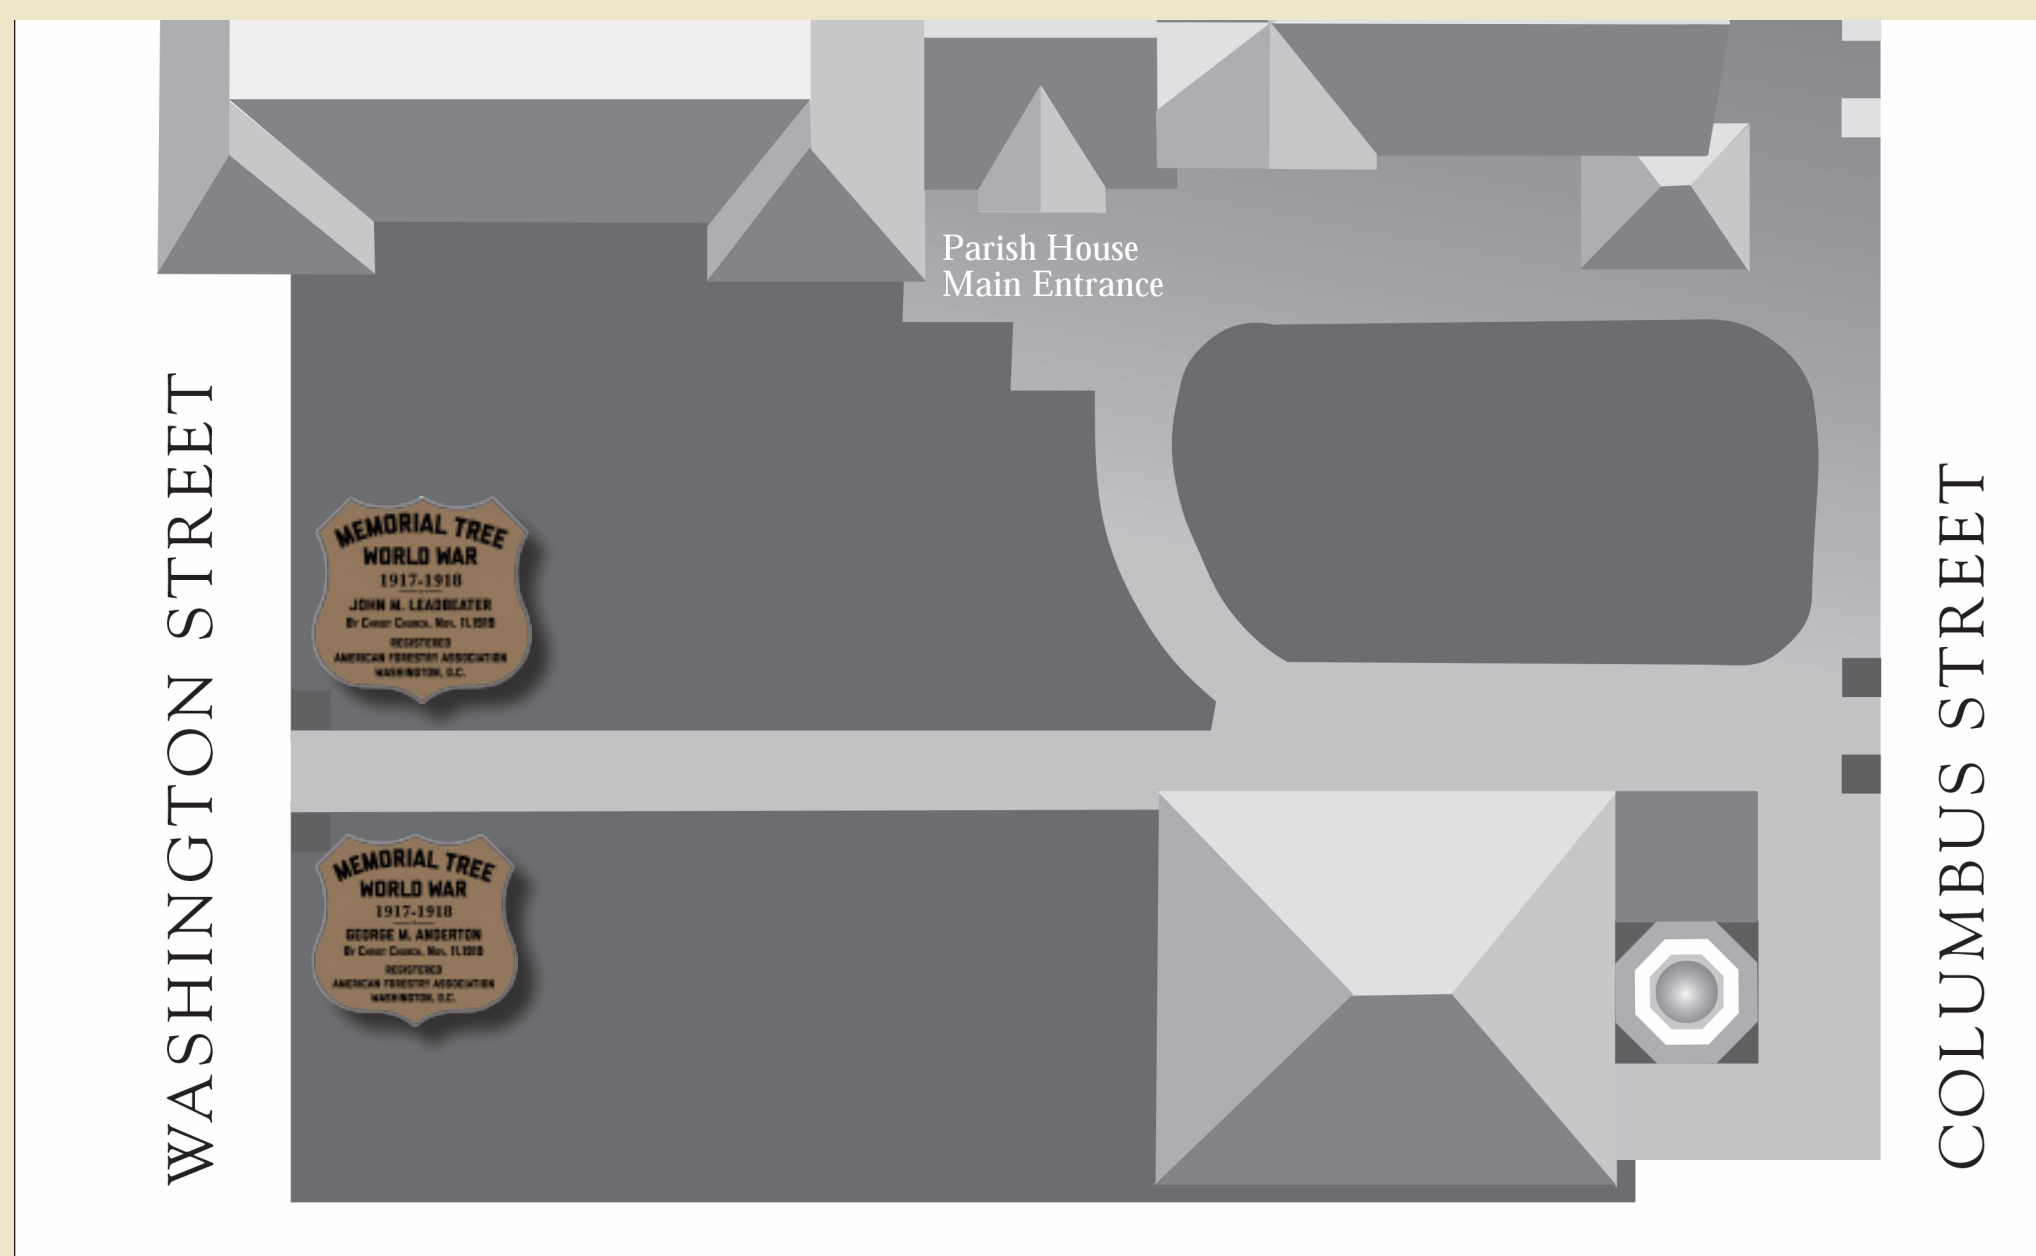 Parish House
Main Entrance
WASHINGTON STREET
COLUMBUS STREET
MEMORIAL TREE
WORLD WAR
1917-1918
JOHN M. LEADBEATER
BY CHRIST CHURCH, NOV. 11, 1919
REGISTERED
AMERICAN FORESTRY ASSOCIATION
WASHINGTON, D.C.
MEMORIAL TREE
WORLD WAR
1917-1918
GEORGE M. ANDERTON
BY CHRIST CHURCH, NOV. 11, 1919
REGISTERED
AMERICAN FORESTRY ASSOCIATION
WASHINGTON, D.C.